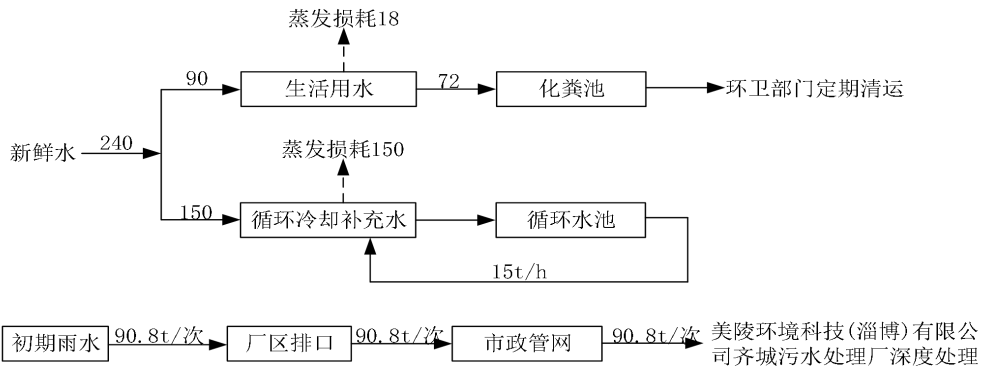 蒸发损耗18
90
生活用水
72
化粪池
环卫部门定期清运
新鲜水
240
蒸发损耗150
150
循环冷却补充水
循环水池
15t/h
初期雨水
90.8t/次
厂区排口
90.8t/次
市政管网
90.8t/次
美陵环境科技(淄博)有限公
司齐城污水处理厂深度处理